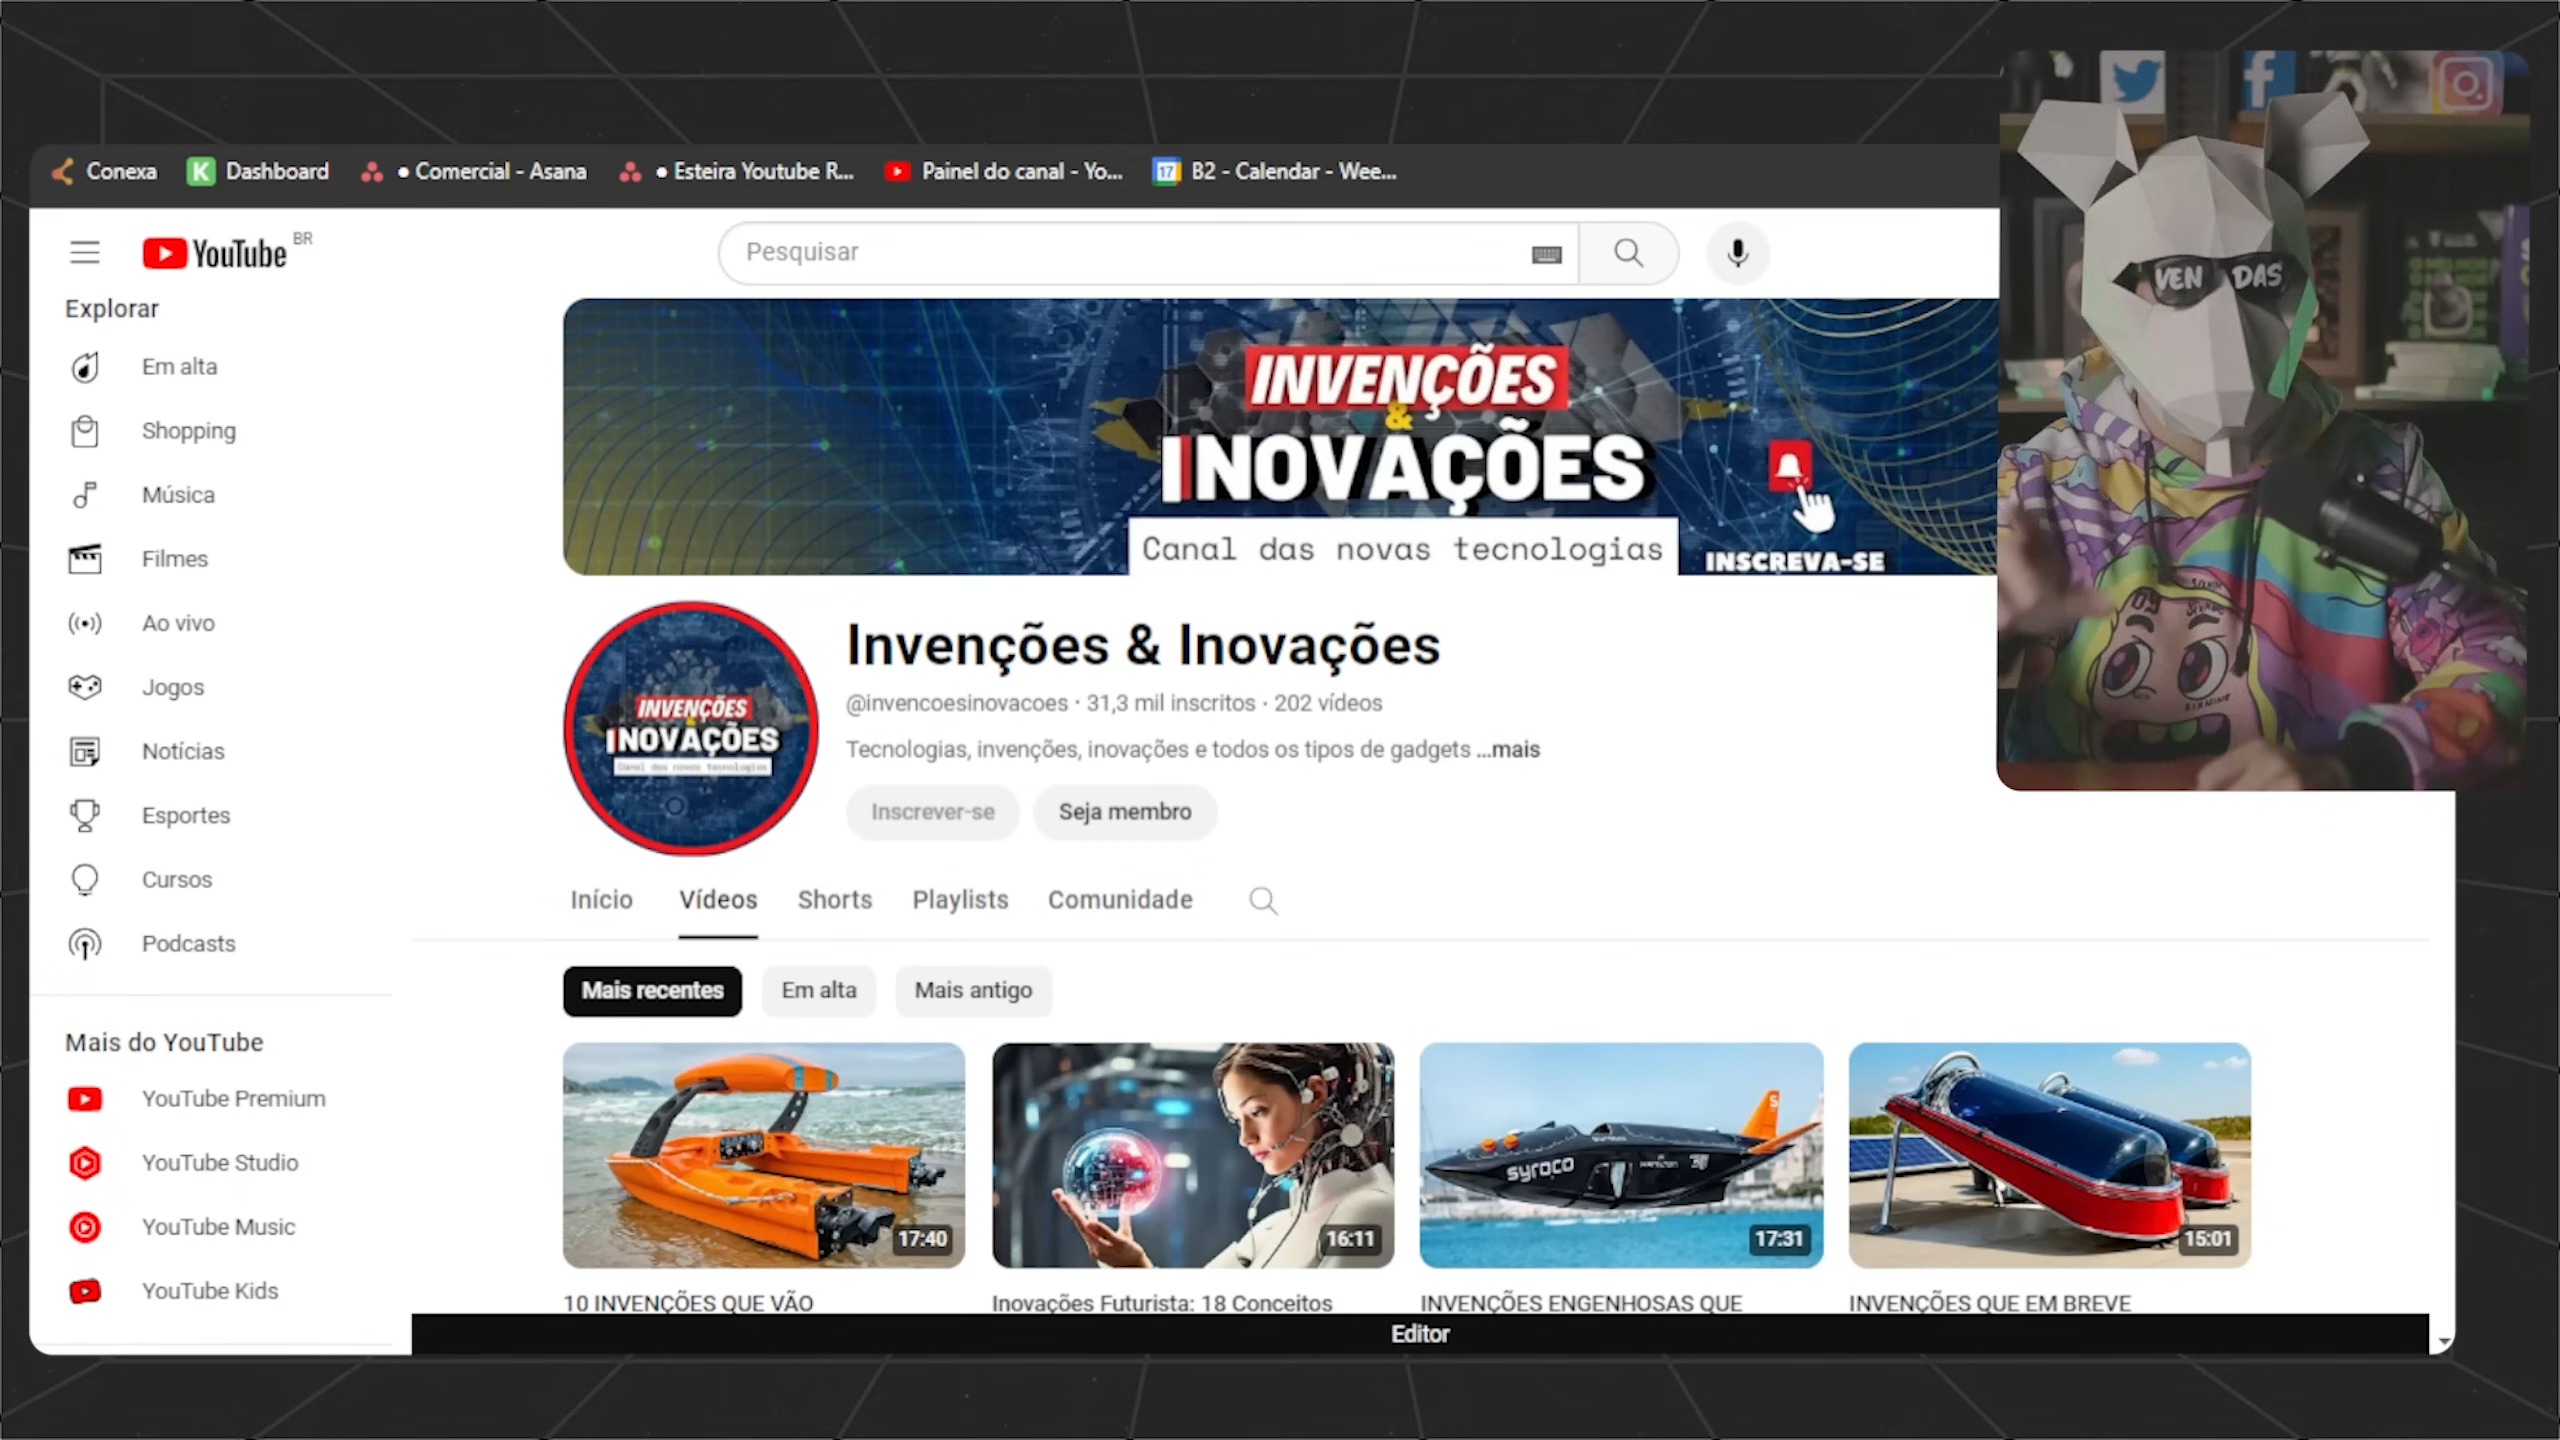 Conexa
Dashboard
• Comercial - Asana
• Esteira Youtube R...
Painel do canal - Yo...
17
B2 - Calendar - Wee...
YouTube BR
Pesquisar
Explorar
Em alta
Shopping
Música
Filmes
Ao vivo
Jogos
Notícias
Esportes
Cursos
Podcasts
Mais do YouTube
YouTube Premium
YouTube Studio
YouTube Music
YouTube Kids
INVENÇÕES
&
INOVAÇÕES
Canal das novas tecnologias
INSCREVA-SE
VEN DAS
INVENÇÕES
INOVAÇÕES
Canal das novas tecnologias
Invenções & Inovações
@invencoesinovacoes · 31,3 mil inscritos · 202 vídeos
Tecnologias, invenções, inovações e todos os tipos de gadgets ...mais
Inscrever-se
Seja membro
Início
Vídeos
Shorts
Playlists
Comunidade
Mais recentes
Em alta
Mais antigo
17:40
16:11
syroco
17:31
15:01
10 INVENÇÕES QUE VÃO
Inovações Futurista: 18 Conceitos
INVENÇÕES ENGENHOSAS QUE
INVENÇÕES QUE EM BREVE
Editor